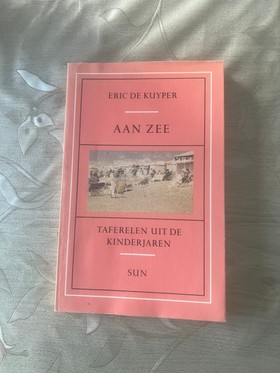 ERIC DE KUYPER
AAN ZEE
TAFERELEN UIT DE
KINDERJAREN
SUN